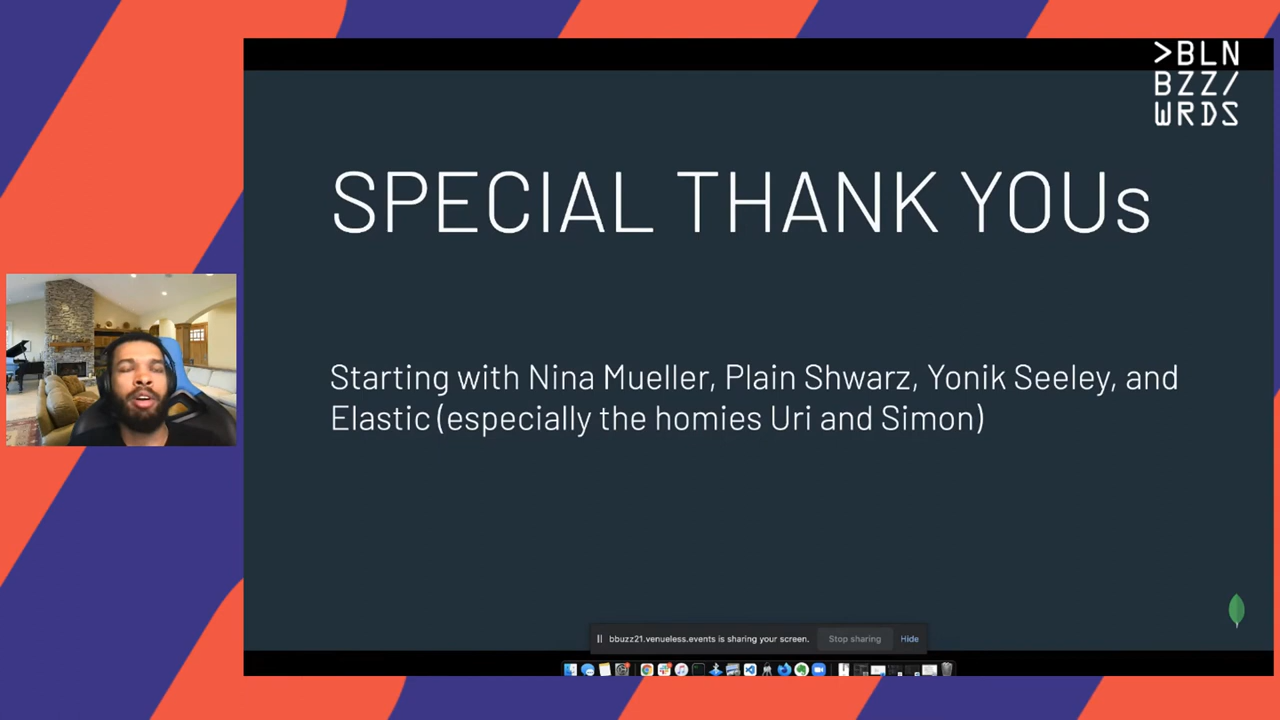 >BLN
BZZ/
WRDS
SPECIAL THANK YOUs
Starting with Nina Mueller, Plain Shwarz, Yonik Seeley, and
Elastic (especially the homies Uri and Simon)
bbuzz21.venueless.events is sharing your screen. Stop sharing Hide